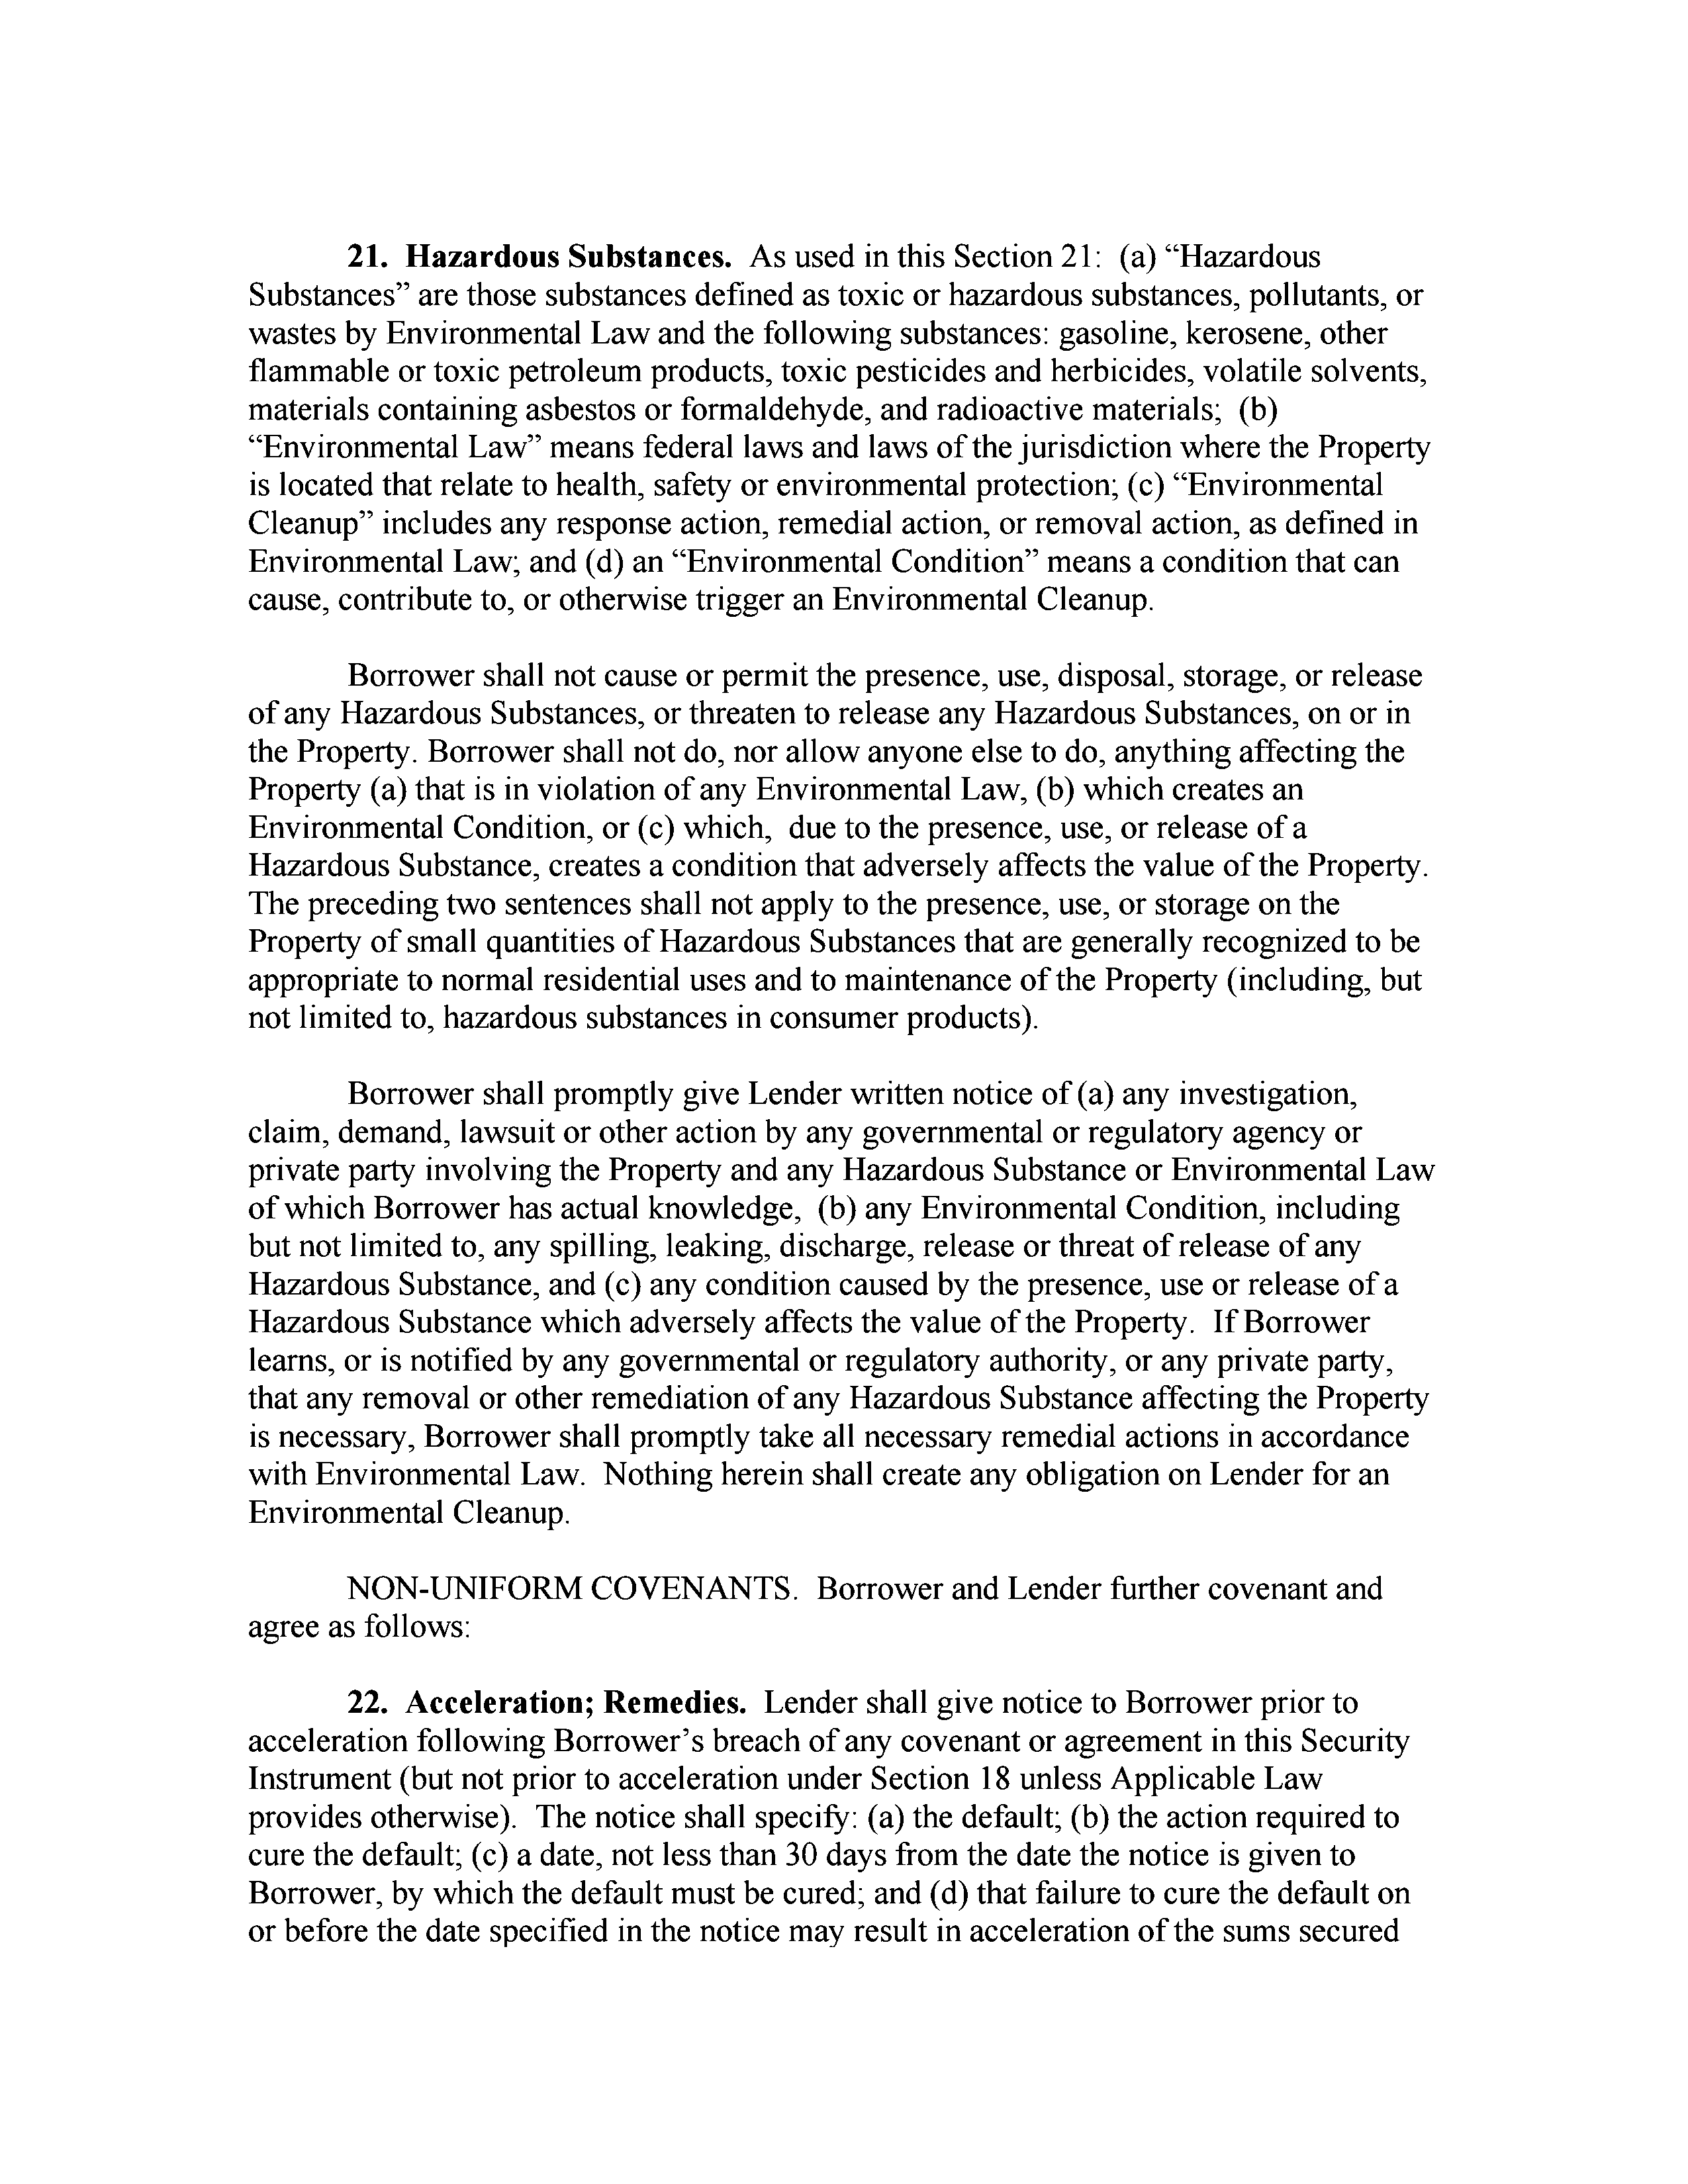 21. Hazardous Substances. As used in this Section 21: (a) “Hazardous
Substances” are those substances defined as toxic or hazardous substances, pollutants, or
wastes by Environmental Law and the following substances: gasoline, kerosene, other
flammable or toxic petroleum products, toxic pesticides and herbicides, volatile solvents,
materials containing asbestos or formaldehyde, and radioactive materials; (b)
“Environmental Law” means federal laws and laws of the jurisdiction where the Property
is located that relate to health, safety or environmental protection; (c) “Environmental
Cleanup” includes any response action, remedial action, or removal action, as defined in
Environmental Law; and (d) an “Environmental Condition” means a condition that can
cause, contribute to, or otherwise trigger an Environmental Cleanup.
Borrower shall not cause or permit the presence, use, disposal, storage, or release
of any Hazardous Substances, or threaten to release any Hazardous Substances, on or in
the Property. Borrower shall not do, nor allow anyone else to do, anything affecting the
Property (a) that is in violation of any Environmental Law, (b) which creates an
Environmental Condition, or (c) which, due to the presence, use, or release of a
Hazardous Substance, creates a condition that adversely affects the value of the Property.
The preceding two sentences shall not apply to the presence, use, or storage on the
Property of small quantities of Hazardous Substances that are generally recognized to be
appropriate to normal residential uses and to maintenance of the Property (including, but
not limited to, hazardous substances in consumer products).
Borrower shall promptly give Lender written notice of (a) any investigation,
claim, demand, lawsuit or other action by any governmental or regulatory agency or
private party involving the Property and any Hazardous Substance or Environmental Law
of which Borrower has actual knowledge, (b) any Environmental Condition, including
but not limited to, any spilling, leaking, discharge, release or threat of release of any
Hazardous Substance, and (c) any condition caused by the presence, use or release of a
Hazardous Substance which adversely affects the value of the Property. If Borrower
learns, or is notified by any governmental or regulatory authority, or any private party,
that any removal or other remediation of any Hazardous Substance affecting the Property
is necessary, Borrower shall promptly take all necessary remedial actions in accordance
with Environmental Law. Nothing herein shall create any obligation on Lender for an
Environmental Cleanup.
NON-UNIFORM COVENANTS. Borrower and Lender further covenant and
agree as follows:
22. Acceleration; Remedies. Lender shall give notice to Borrower prior to
acceleration following Borrower’s breach of any covenant or agreement in this Security
Instrument (but not prior to acceleration under Section 18 unless Applicable Law
provides otherwise). The notice shall specify: (a) the default; (b) the action required to
cure the default; (c) a date, not less than 30 days from the date the notice is given to
Borrower, by which the default must be cured; and (d) that failure to cure the default on
or before the date specified in the notice may result in acceleration of the sums secured